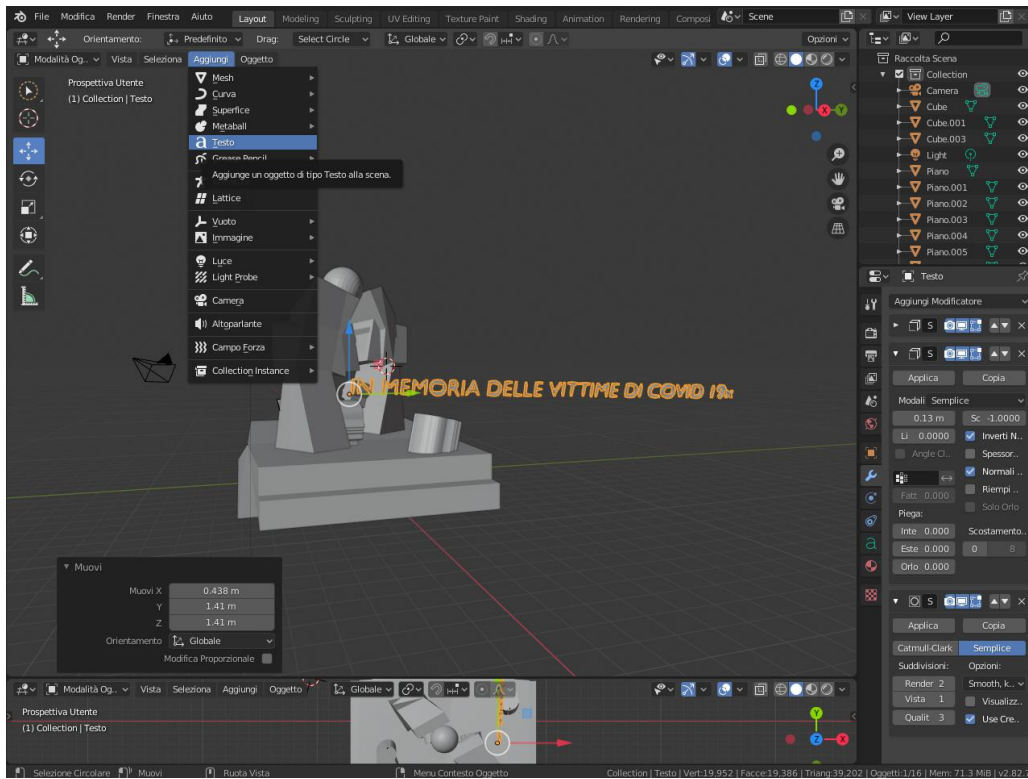 File Modifica Render Finestra Aiuto Layout Modeling Sculpting UV Editing Texture Paint Shading Animation Rendering Composi Scene View Layer
Orientamento: Predefinito Drag: Select Circle Globale Opzioni
Modalità Og.. Vista Seleziona Aggiungi Oggetto
Raccolta Scena
Prospettiva Utente
(1) Collection | Testo
Mesh
Curva
Superfice
Metaball
Testo
Grease Pencil
Aggiunge un oggetto di tipo Testo alla scena.
Lattice
Vuoto
Immagine
Luce
Light Probe
Camera
Altoparlante
Campo Forza
Collection Instance
Z
X
Y
Collection
Camera
Cube
Cube.001
Cube.003
Light
Piano
Piano.001
Piano.002
Piano.003
Piano.004
Piano.005
Testo
Aggiungi Modificatore
S
S
Applica Copia
Modali Semplice
0.13 m Sc -1.0000
Li 0.0000 Inverti N..
Angle Cl.. Spessor..
Normali ..
Fatt 0.000 Riempi ..
Solo Orlo
Piega:
Inte 0.000 Scostamento..
Este 0.000 0 8
Orlo 0.000
S
Applica Copia
Catmull-Clark Semplice
Suddivisioni: Opzioni:
Render 2 Smooth, k..
Vista 1 Visualizz..
Qualit 3 Use Cre..
IN MEMORIA DELLE VITTIME DI COVID 19
Muovi
Muovi X 0.438 m
Y 1.41 m
Z 1.41 m
Orientamento Globale
Modifica Proporzionale
Modalità Og.. Vista Seleziona Aggiungi Oggetto Globale
Prospettiva Utente
(1) Collection | Testo
Y
Z
X
Selezione Circolare Muovi Ruota Vista Menu Contesto Oggetto Collection | Testo | Vert:19,952 | Facce:19,386 | Triang:39,202 | Oggetti:1/16 | Mem: 71.3 MiB | v2.82.